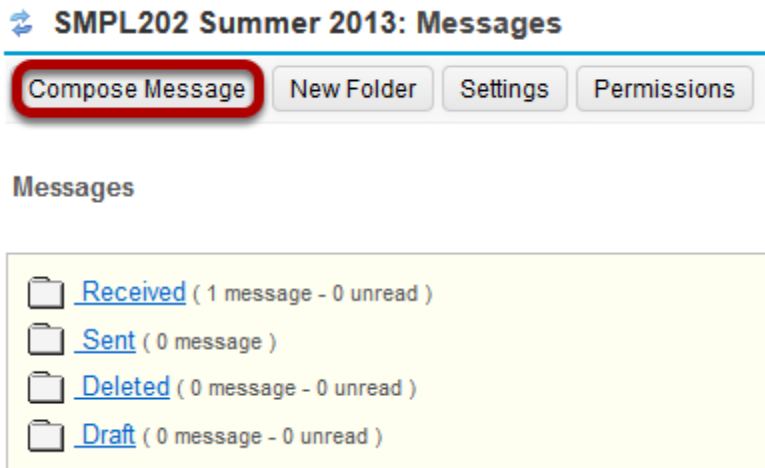 SMPL202 Summer 2013: Messages
Compose Message New Folder Settings Permissions
Messages
Received ( 1 message - 0 unread )
Sent ( 0 message )
Deleted ( 0 message - 0 unread )
Draft ( 0 message - 0 unread )